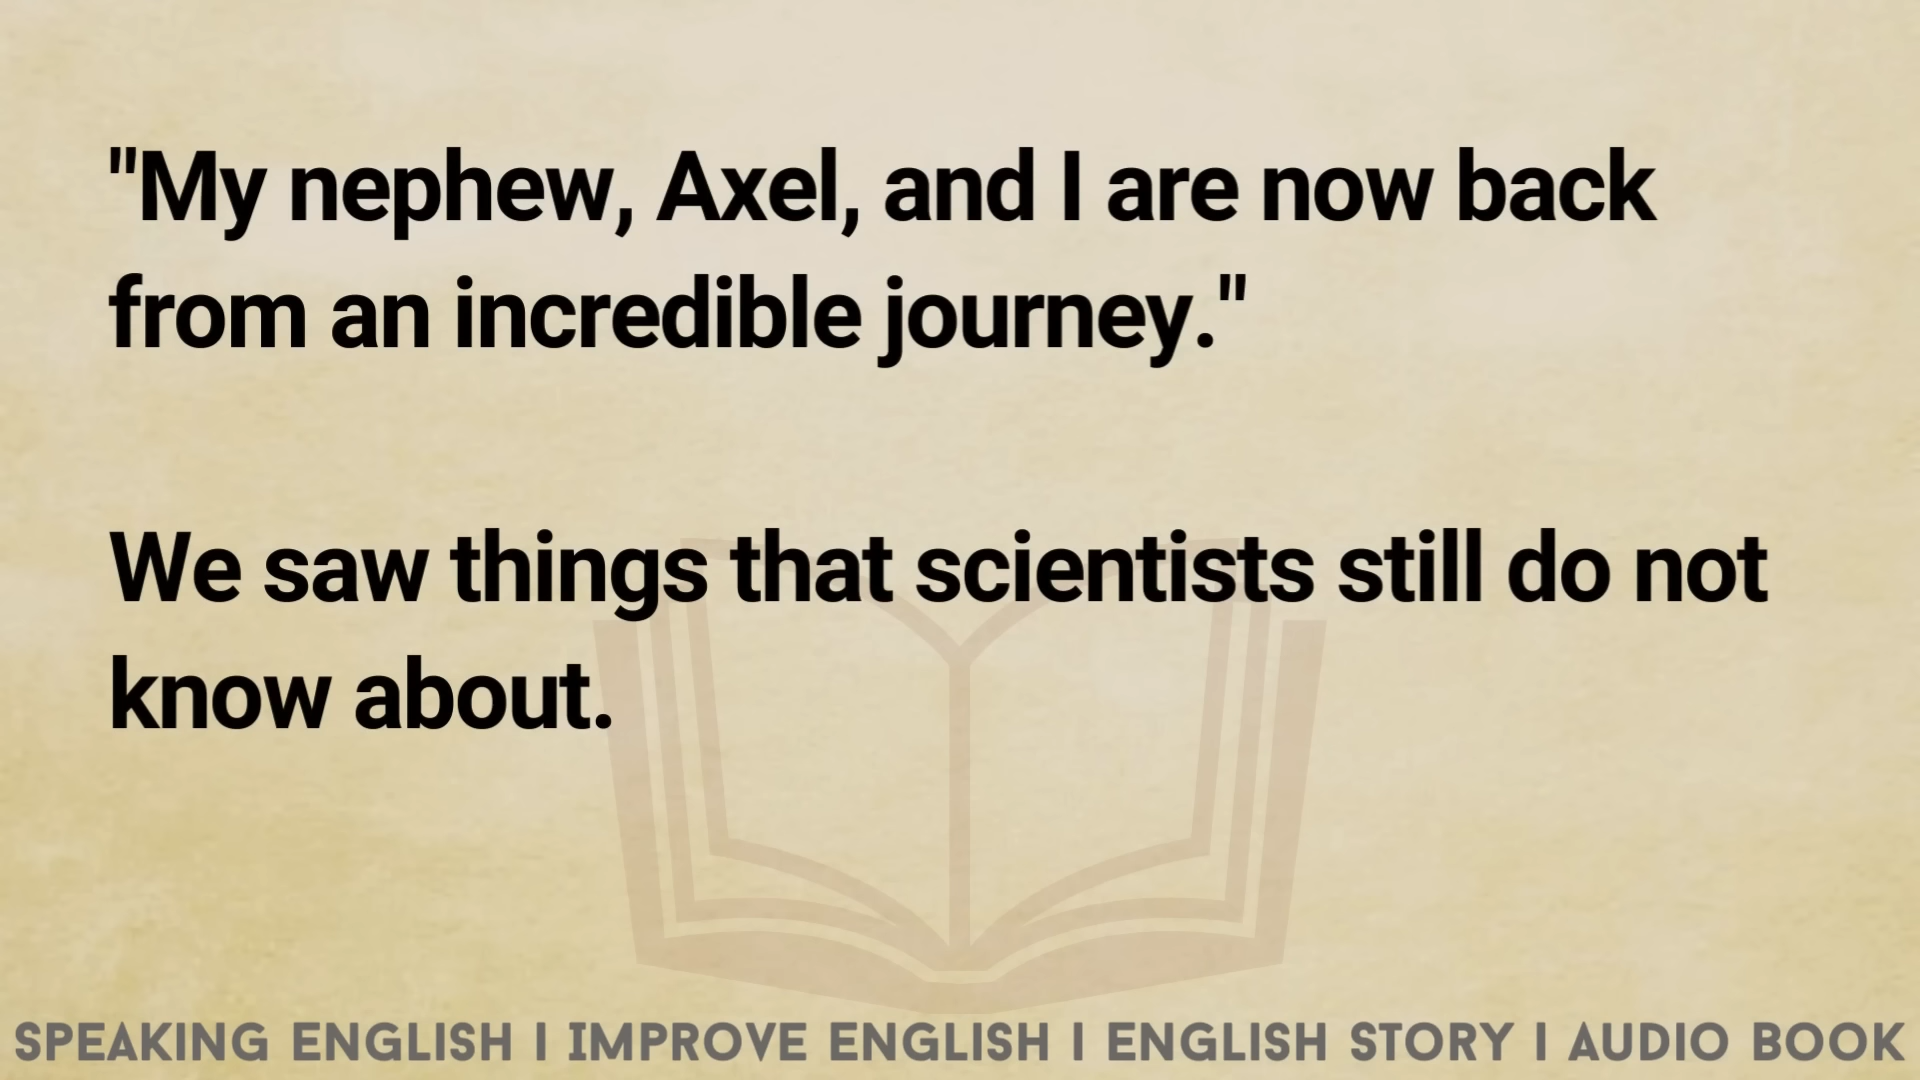 "My nephew, Axel, and I are now back
from an incredible journey."
We saw things that scientists still do not
know about.
SPEAKING ENGLISH I IMPROVE ENGLISH I ENGLISH STORY I AUDIO BOOK